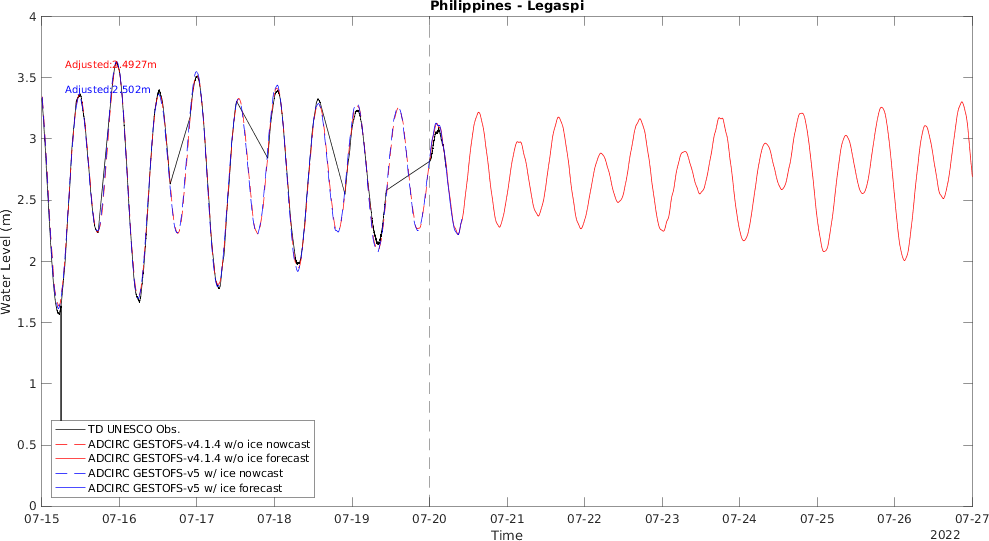 Philippines - Legaspi
4
3.5
3
2.5
2
1.5
1
0.5
0
Water Level (m)
Adjusted:2.4927m
Adjusted:2.502m
TD UNESCO Obs.
ADCIRC GESTOFS-v4.1.4 w/o ice nowcast
ADCIRC GESTOFS-v4.1.4 w/o ice forecast
ADCIRC GESTOFS-v5 w/ ice nowcast
ADCIRC GESTOFS-v5 w/ ice forecast
07-15 07-16 07-17 07-18 07-19 07-20 07-21 07-22 07-23 07-24 07-25 07-26 07-27
Time
2022